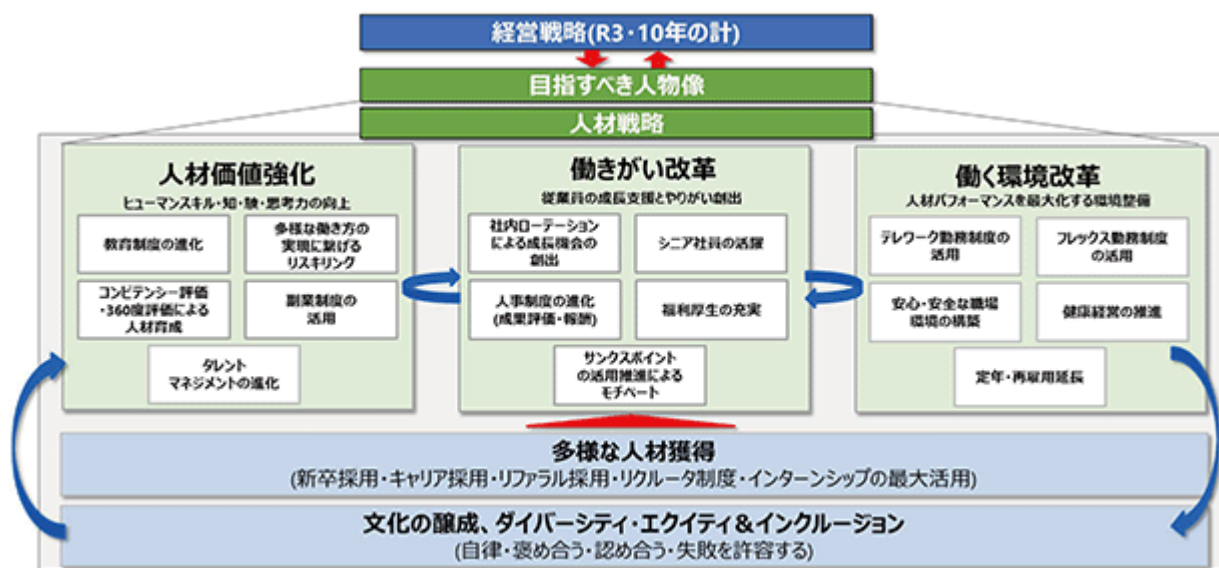 経営戦略(R3・10年の計)
目指すべき人物像
人材戦略
人材価値強化
ヒューマンスキル・知・験・思考力の向上
教育制度の進化
多様な働き方の
実現に繋げる
リスキリング
コンピテンシー評価
・360度評価による
人材育成
副業制度の
活用
タレント
マネジメントの進化
働きがい改革
従業員の成長支援とやりがい創出
社内ローテーション
による成長機会の
創出
シニア社員の活躍
人事制度の進化
(成果評価・報酬)
福利厚生の充実
サンクスポイント
の活用推進による
モチベート
働く環境改革
人材パフォーマンスを最大化する環境整備
テレワーク勤務制度の
活用
フレックス勤務制度
の活用
安心・安全な職場
環境の構築
健康経営の推進
定年・再雇用延長
多様な人材獲得
(新卒採用・キャリア採用・リファラル採用・リクルータ制度・インターンシップの最大活用)
文化の醸成、ダイバーシティ・エクイティ&インクルージョン
(自律・褒め合う・認め合う・失敗を許容する)